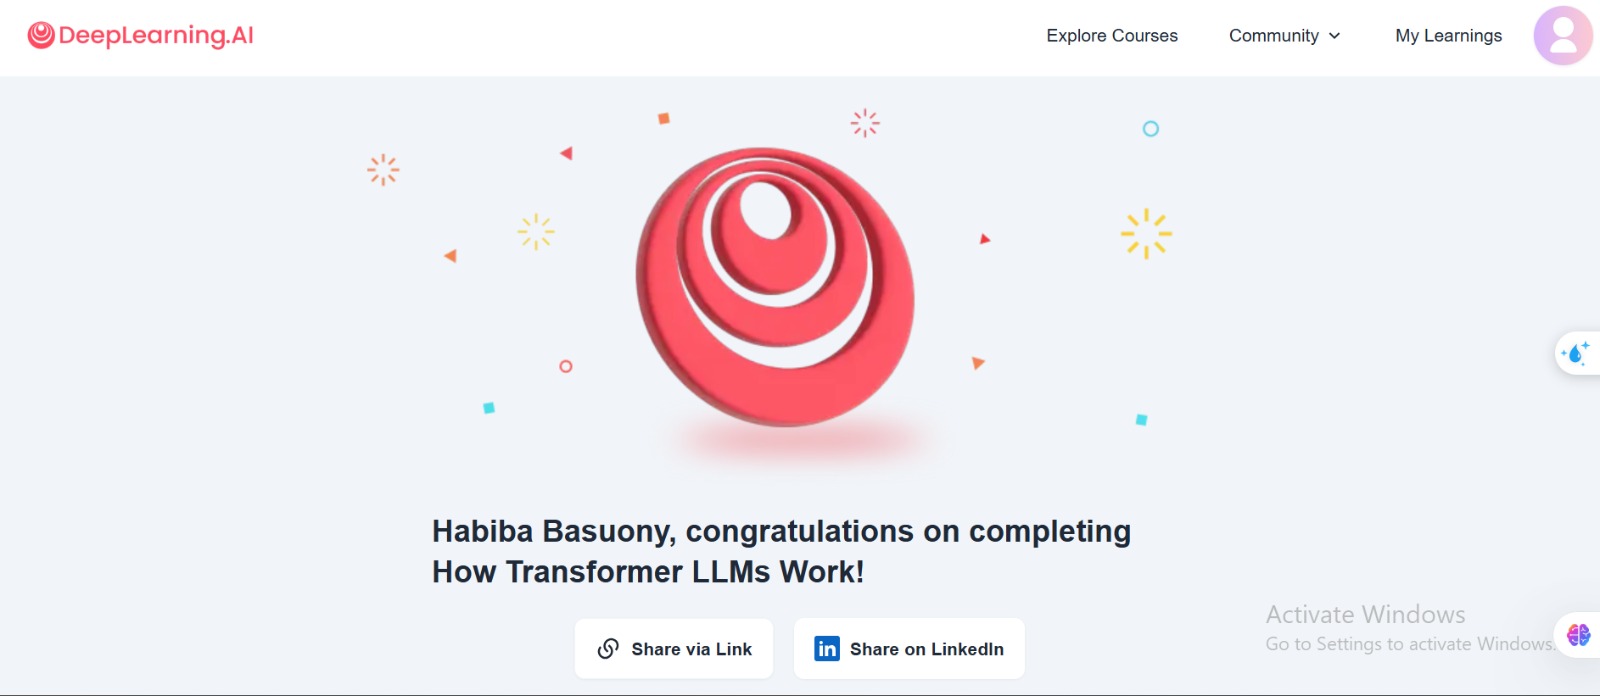 DeepLearning.AI
Explore Courses
Community
My Learnings
Habiba Basuony, congratulations on completing
How Transformer LLMs Work!
Share via Link
in Share on LinkedIn
Activate Windows
Go to Settings to activate Windows.